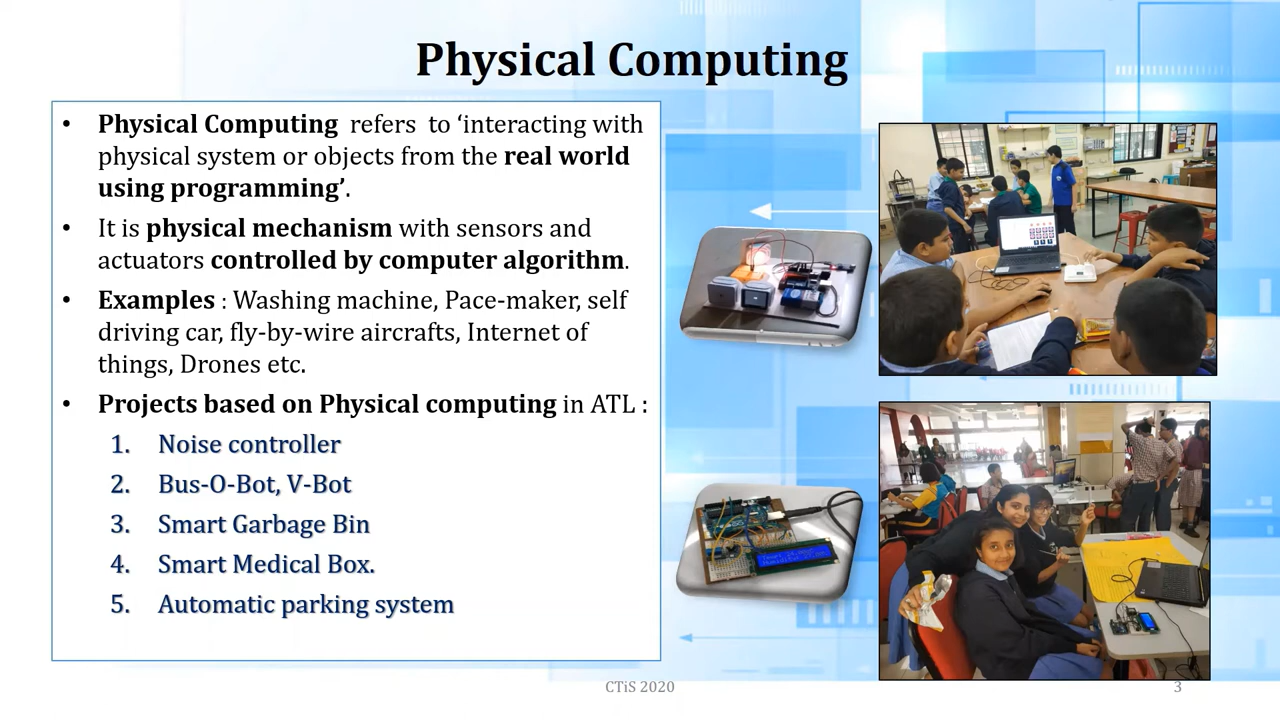 Physical Computing
• Physical Computing refers to ‘interacting with
physical system or objects from the real world
using programming’.
• It is physical mechanism with sensors and
actuators controlled by computer algorithm.
• Examples : Washing machine, Pace-maker, self
driving car, fly-by-wire aircrafts, Internet of
things, Drones etc.
• Projects based on Physical computing in ATL :
1. Noise controller
2. Bus-O-Bot, V-Bot
3. Smart Garbage Bin
4. Smart Medical Box.
5. Automatic parking system
CTiS 2020
3